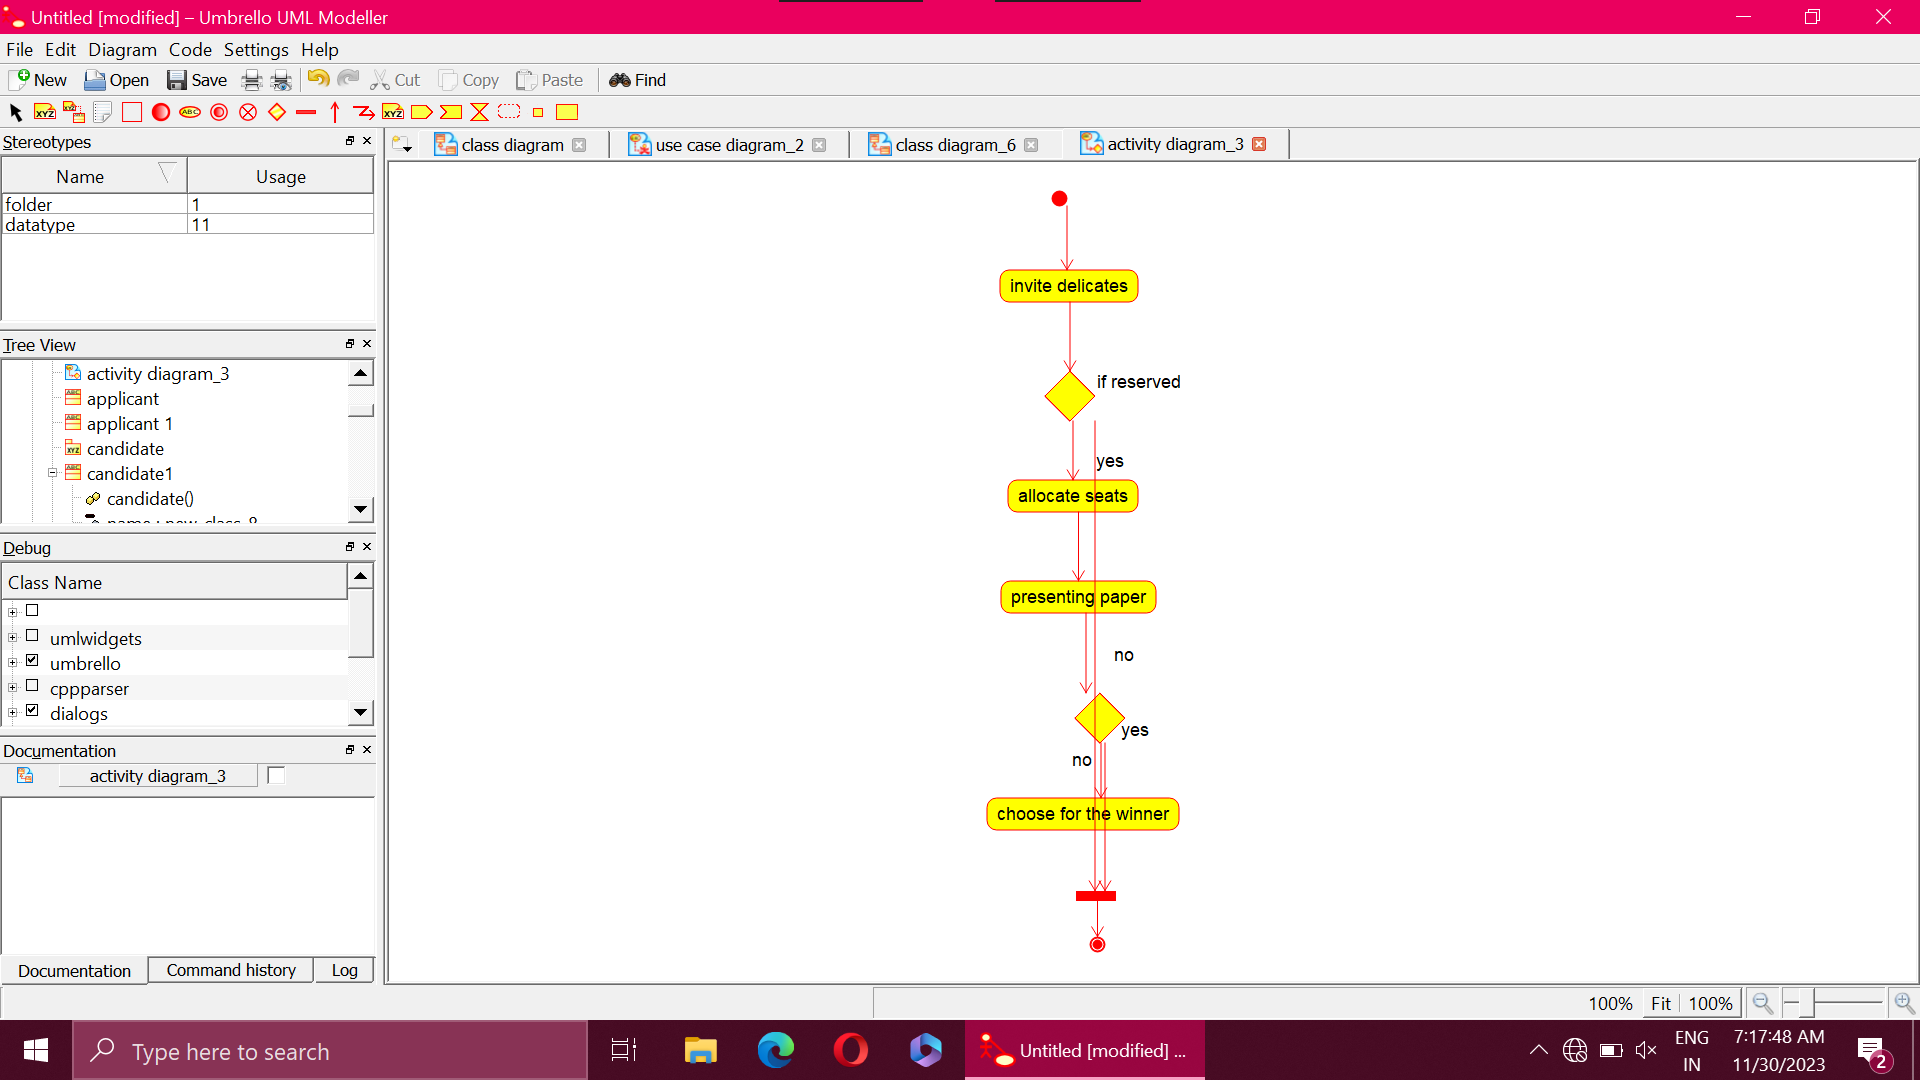 Untitled [modified] – Umbrello UML Modeller
File Edit Diagram Code Settings Help
New Open Save Cut Copy Paste Find
Stereotypes
class diagram use case diagram_2 class diagram_6 activity diagram_3
Name Usage
folder 1
datatype 11
Tree View
activity diagram_3
applicant
applicant 1
candidate
candidate1
candidate()
name : new_class_8
Debug
Class Name
umlwidgets
umbrello
cppparser
dialogs
Documentation
activity diagram_3
Documentation Command history Log
invite delicates
if reserved
yes
allocate seats
presenting paper
no
yes
no
choose for the winner
100% Fit 100%
Type here to search
Untitled [modified] ...
ENG
IN
7:17:48 AM
11/30/2023
2